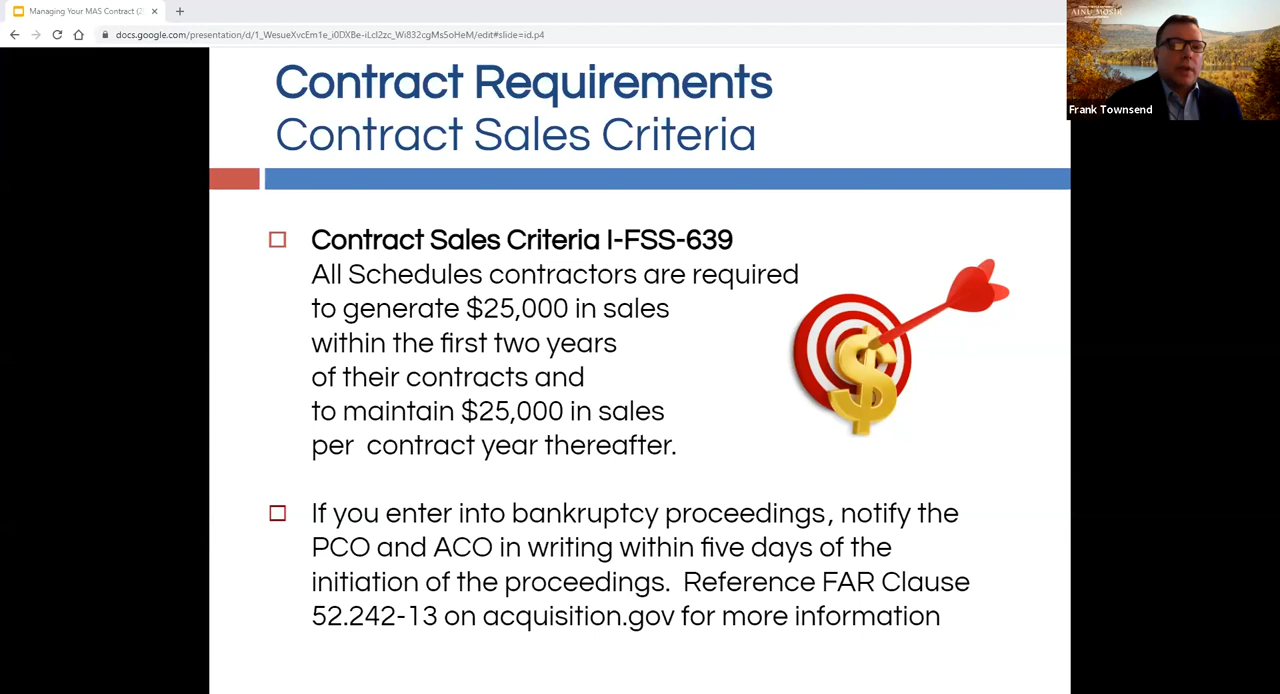 Managing Your MAS Contract (2
docs.google.com/presentation/d/1_WesueXvcEm1e_i0DXBe-iLcI2zc_Wi832cgMs5oHeM/edit#slide=id.p4
AINU MOSIR
Frank Townsend
Contract Requirements
Contract Sales Criteria
Contract Sales Criteria I-FSS-639
All Schedules contractors are required
to generate $25,000 in sales
within the first two years
of their contracts and
to maintain $25,000 in sales
per contract year thereafter.
$
If you enter into bankruptcy proceedings, notify the
PCO and ACO in writing within five days of the
initiation of the proceedings. Reference FAR Clause
52.242-13 on acquisition.gov for more information